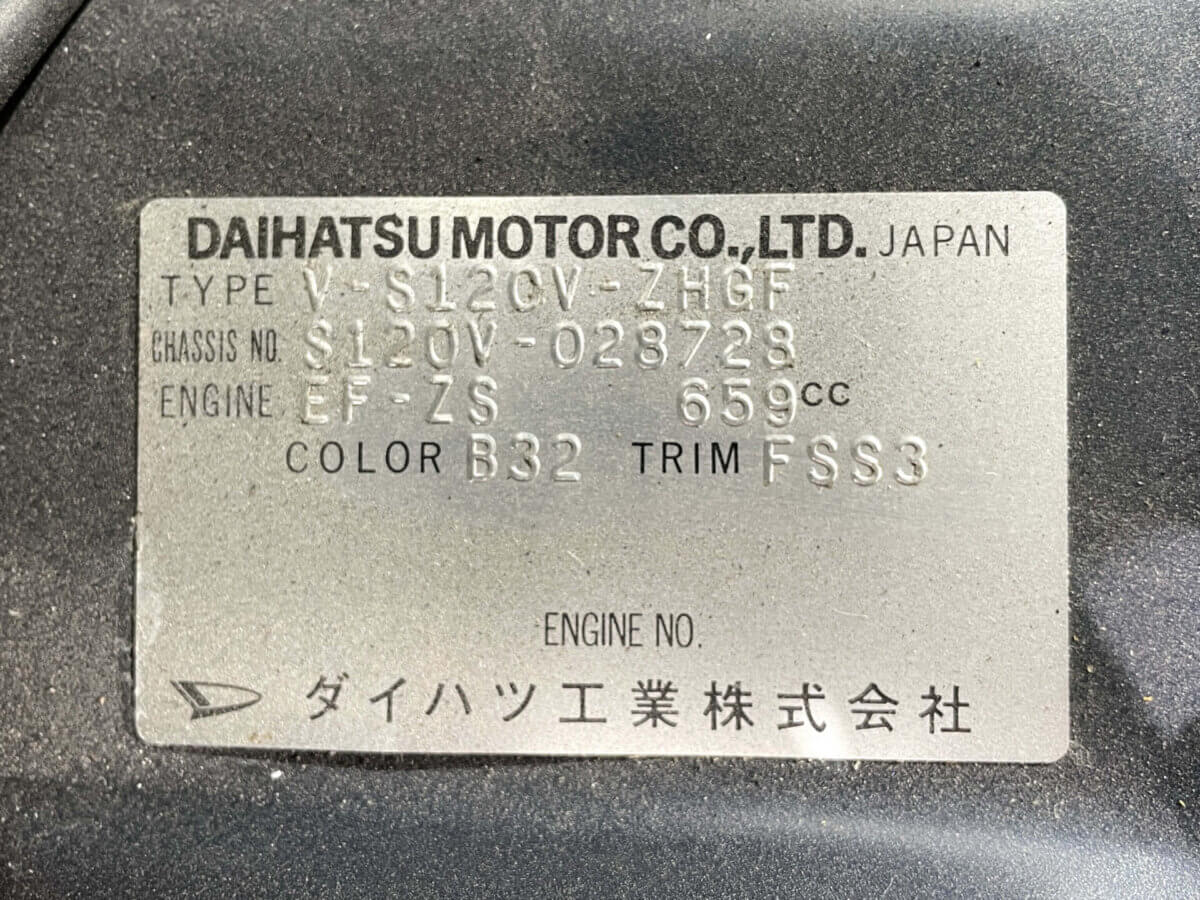 DAIHATSU MOTOR CO.,LTD. JAPAN
TYPE V-S120V-ZHGF
CHASSIS NO. S120V-028728
ENGINE EF-ZS 659CC
COLOR B32 TRIM FSS3
ENGINE NO.
ダイハツ工業株式会社